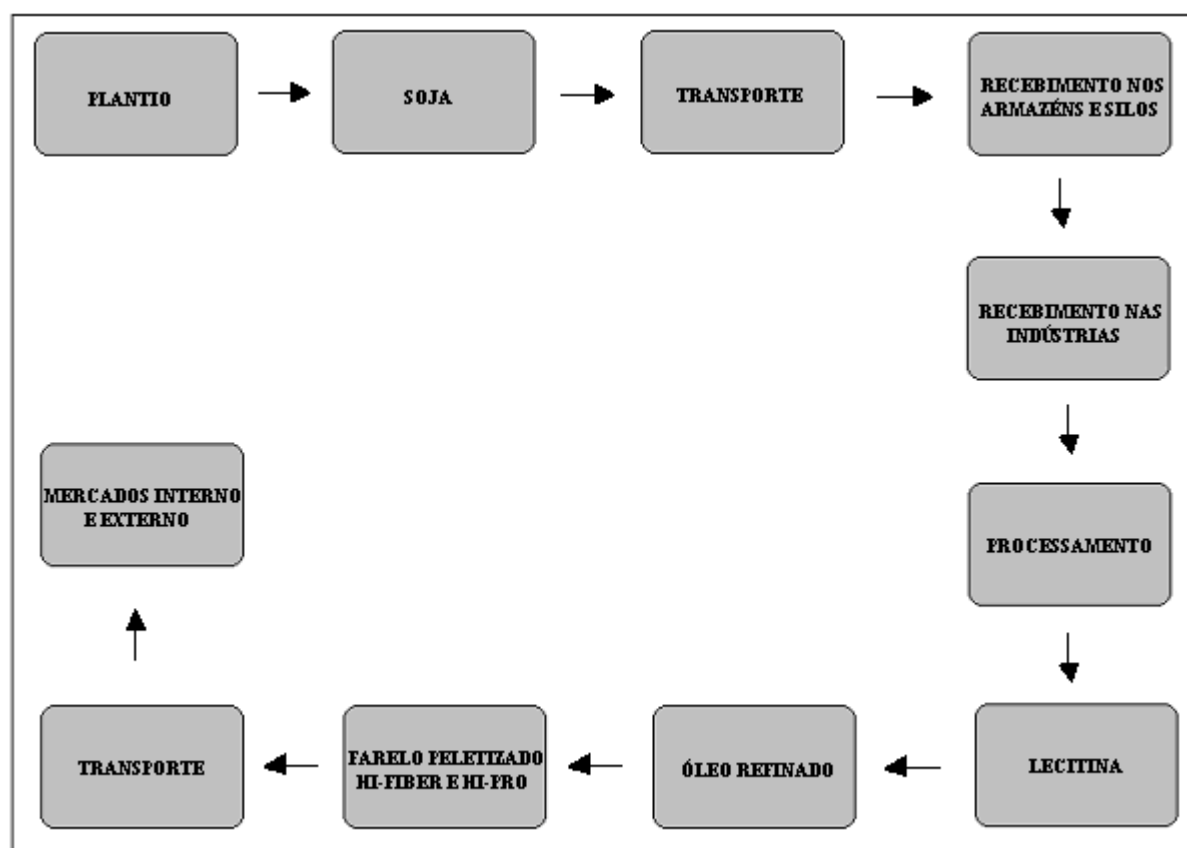 PLANTIO
SOJA
TRANSPORTE
RECEBIMENTO NOS
ARMAZÉNS E SILOS
RECEBIMENTO NAS
INDÚSTRIAS
PROCESSAMENTO
LECITINA
ÓLEO REFINADO
FARELO PELETIZADO
HI-FIBER E HI-PRO
TRANSPORTE
MERCADOS INTERNO
E EXTERNO